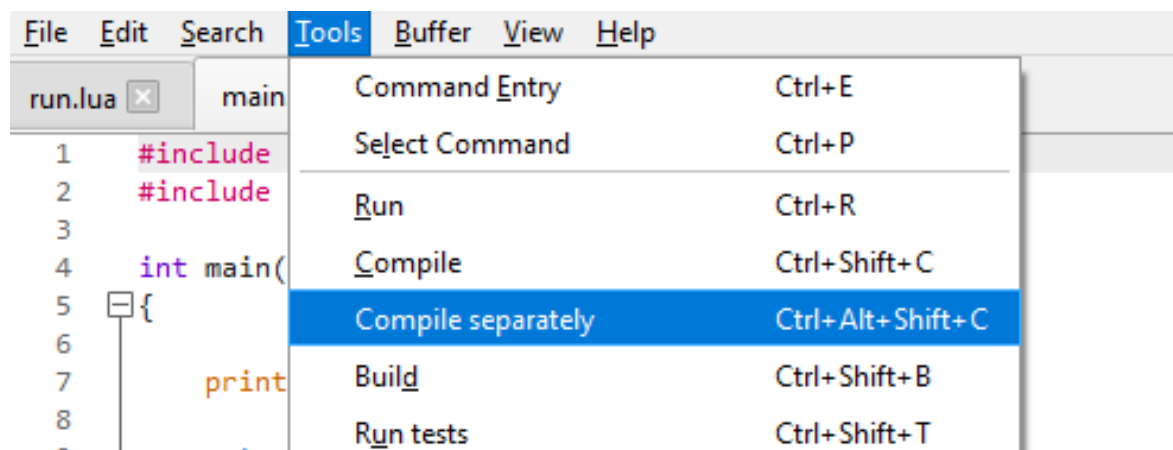 File Edit Search Tools Buffer View Help
run.lua main
Command Entry Ctrl+E
Select Command Ctrl+P
Run Ctrl+R
Compile Ctrl+Shift+C
Compile separately Ctrl+Alt+Shift+C
Build Ctrl+Shift+B
Run tests Ctrl+Shift+T
1 #include
2 #include
3
4 int main(
5 {
6
7 print
8